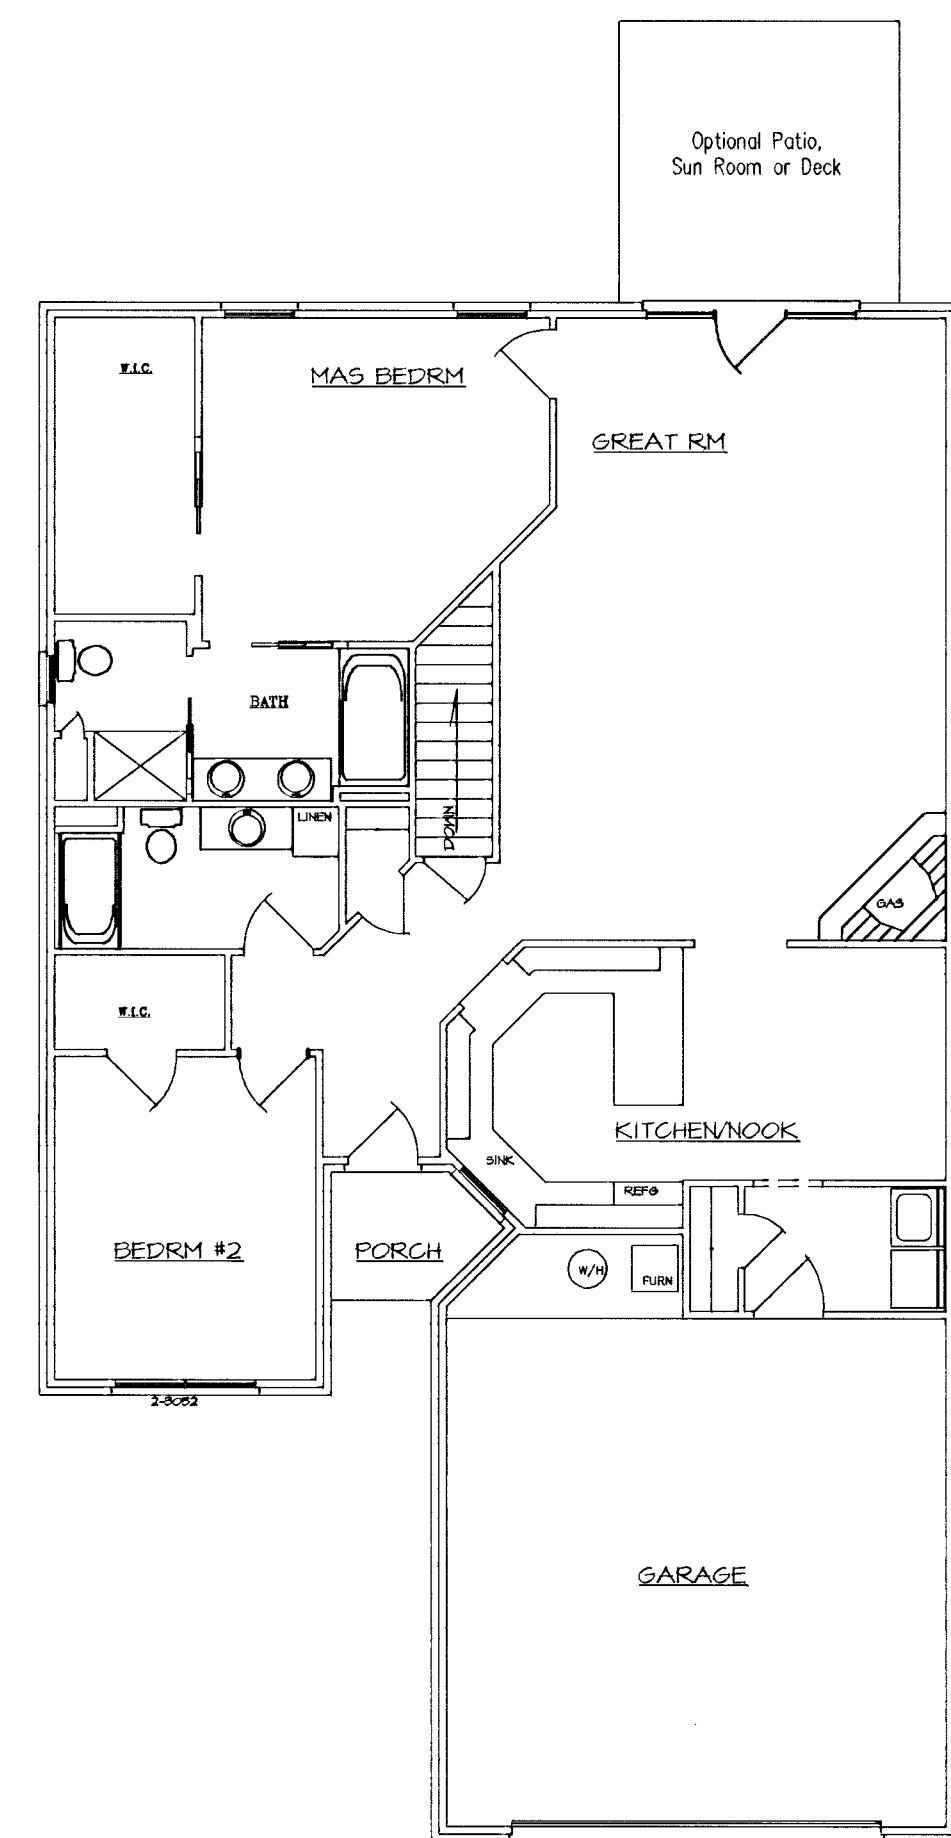 Optional Patio,
Sun Room or Deck
W.I.C.
MAS BEDRM
GREAT RM
BATH
DOWN
LINEN
GAS
W.I.C.
KITCHEN/NOOK
SINK
REFG
BEDRM #2
PORCH
W/H
FURN
2-3052
GARAGE